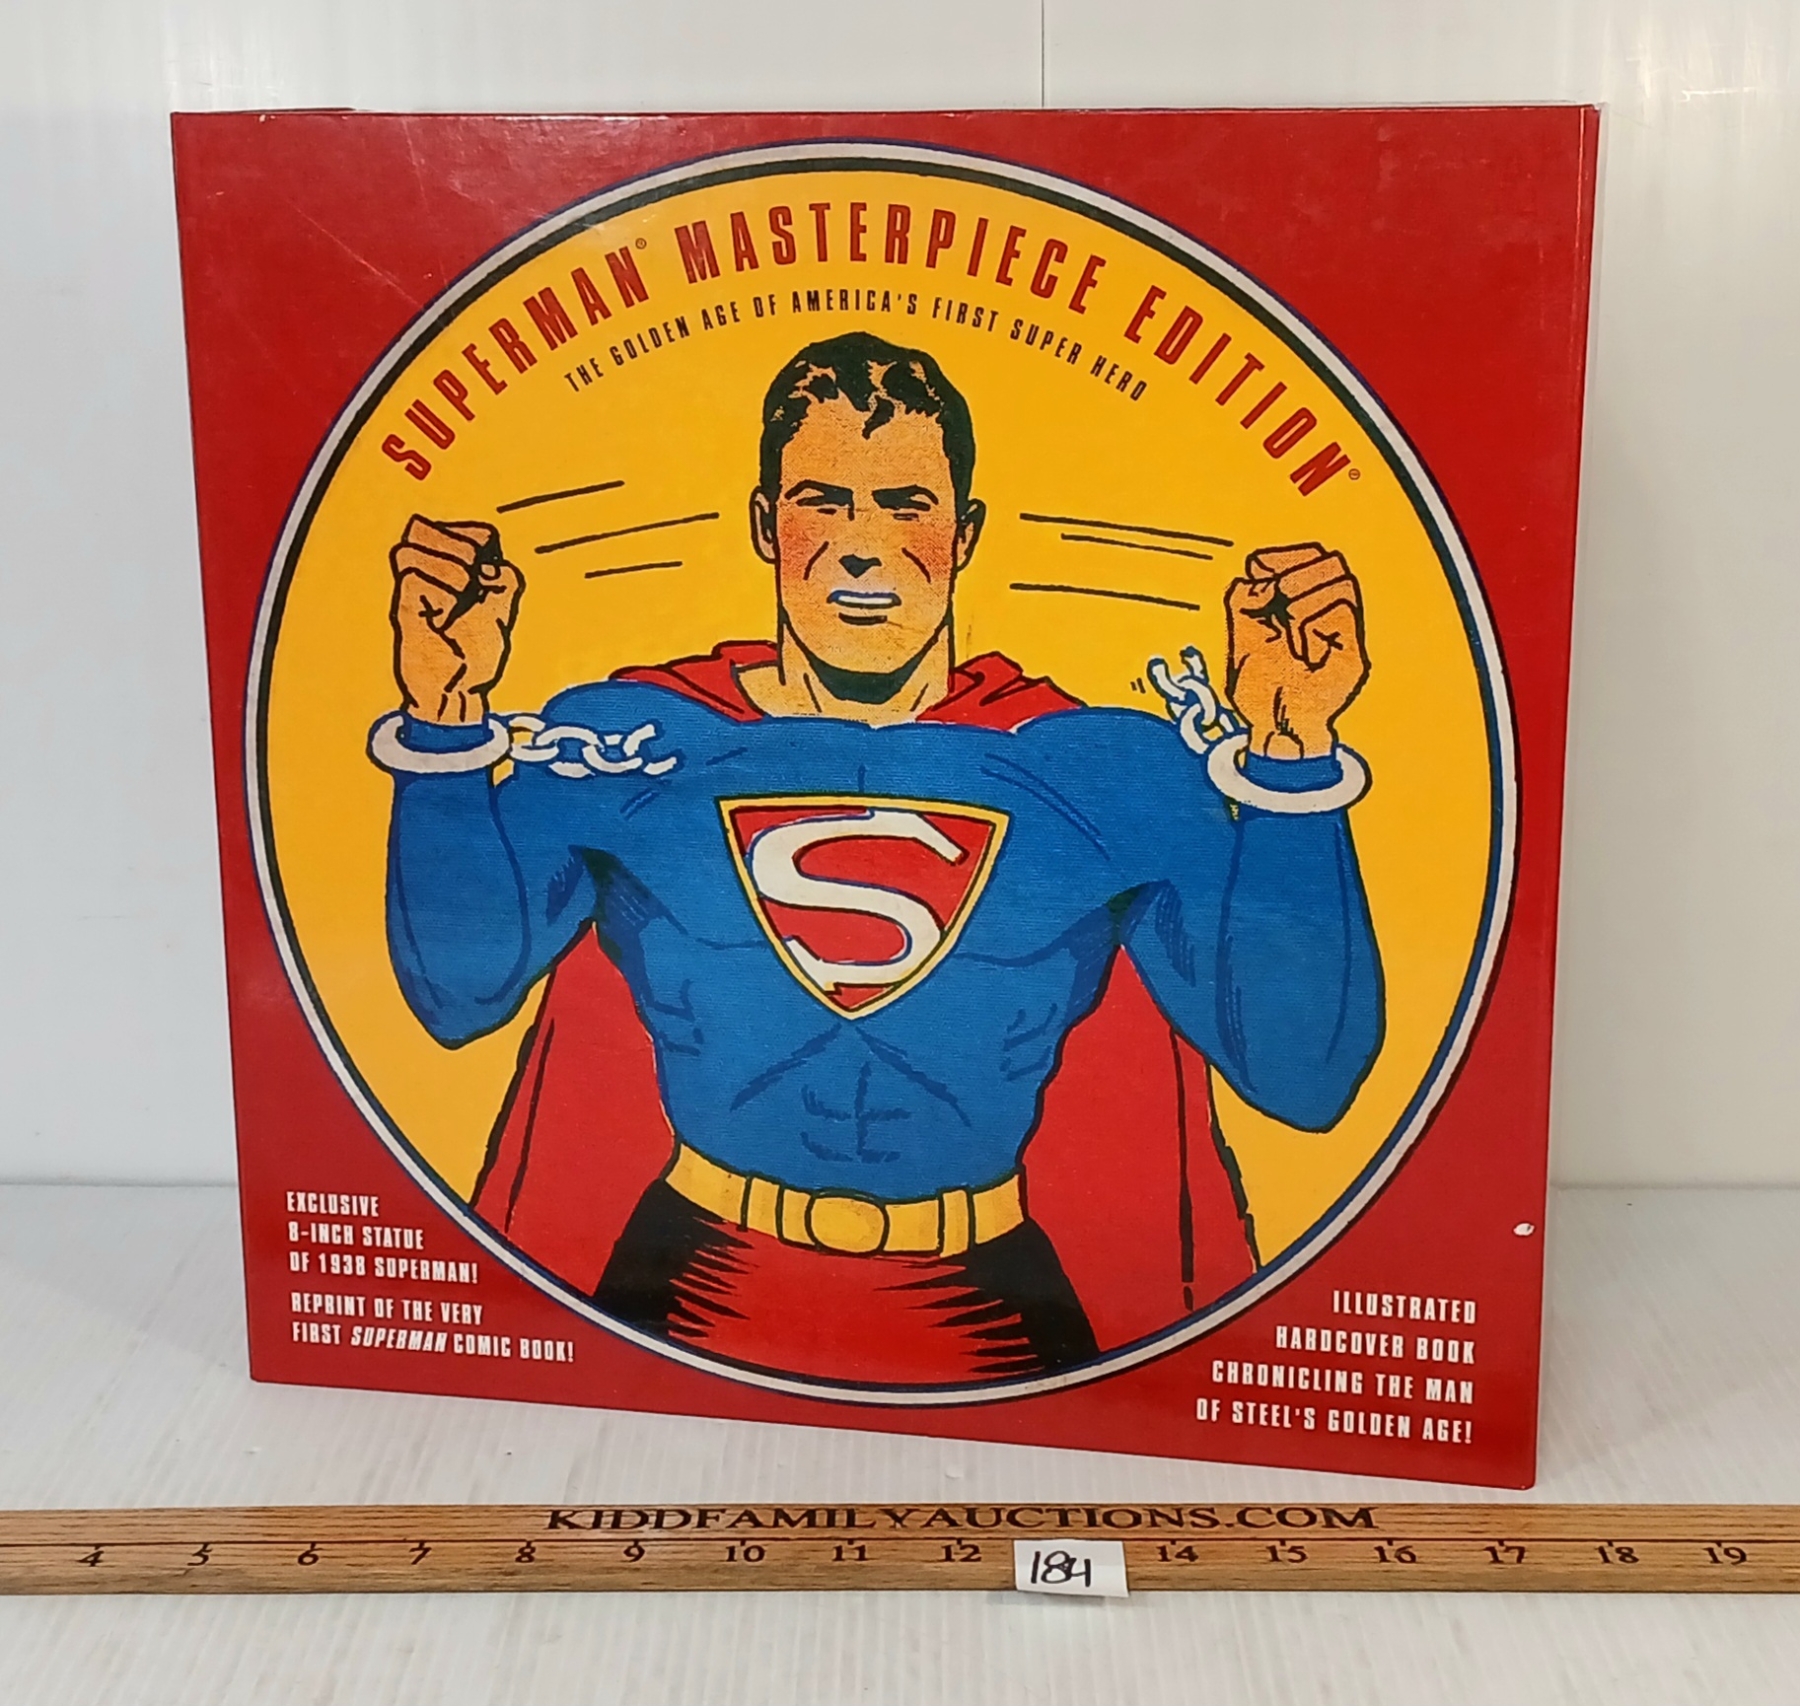 SUPERMAN® MASTERPIECE EDITION®
THE GOLDEN AGE OF AMERICA'S FIRST SUPER HERO
S
EXCLUSIVE
8-INCH STATUE
OF 1938 SUPERMAN!
REPRINT OF THE VERY
FIRST SUPERMAN COMIC BOOK!
ILLUSTRATED
HARDCOVER BOOK
CHRONICLING THE MAN
OF STEEL'S GOLDEN AGE!
KIDDFAMILYAUCTIONS.COM
4 5 6 7 8 9 10 11 12 14 15 16 17 18 19
184